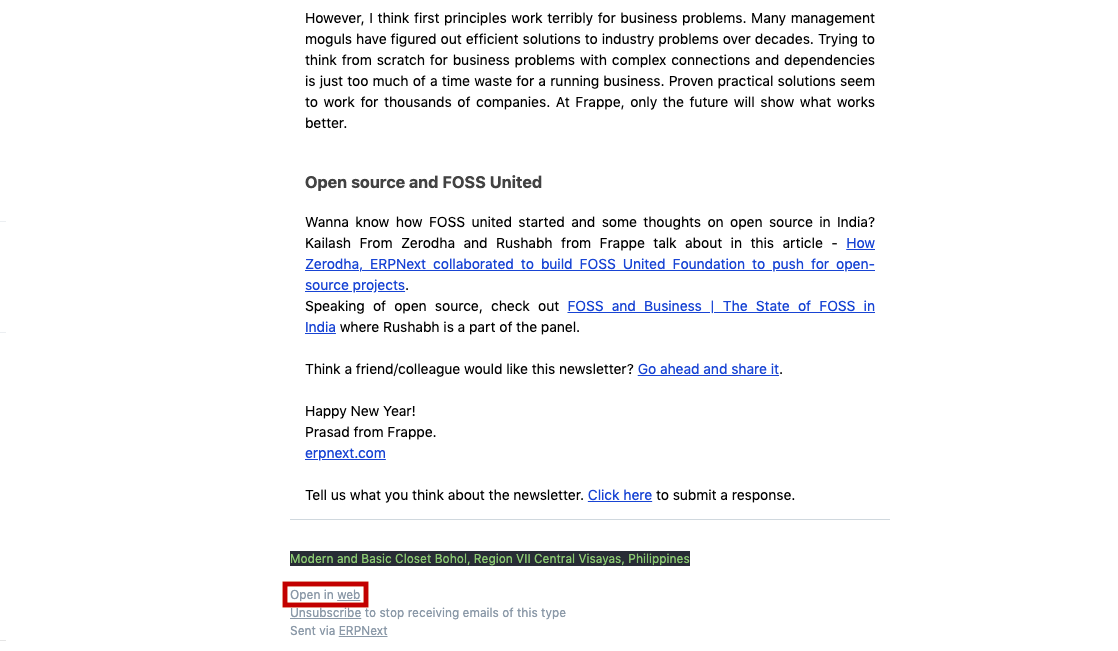 However, I think first principles work terribly for business problems. Many management
moguls have figured out efficient solutions to industry problems over decades. Trying to
think from scratch for business problems with complex connections and dependencies
is just too much of a time waste for a running business. Proven practical solutions seem
to work for thousands of companies. At Frappe, only the future will show what works
better.
Open source and FOSS United
Wanna know how FOSS united started and some thoughts on open source in India?
Kailash From Zerodha and Rushabh from Frappe talk about in this article - How
Zerodha, ERPNext collaborated to build FOSS United Foundation to push for open-
source projects.
Speaking of open source, check out FOSS and Business | The State of FOSS in
India where Rushabh is a part of the panel.
Think a friend/colleague would like this newsletter? Go ahead and share it.
Happy New Year!
Prasad from Frappe.
erpnext.com
Tell us what you think about the newsletter. Click here to submit a response.
Modern and Basic Closet Bohol, Region VII Central Visayas, Philippines
Open in web
Unsubscribe to stop receiving emails of this type
Sent via ERPNext